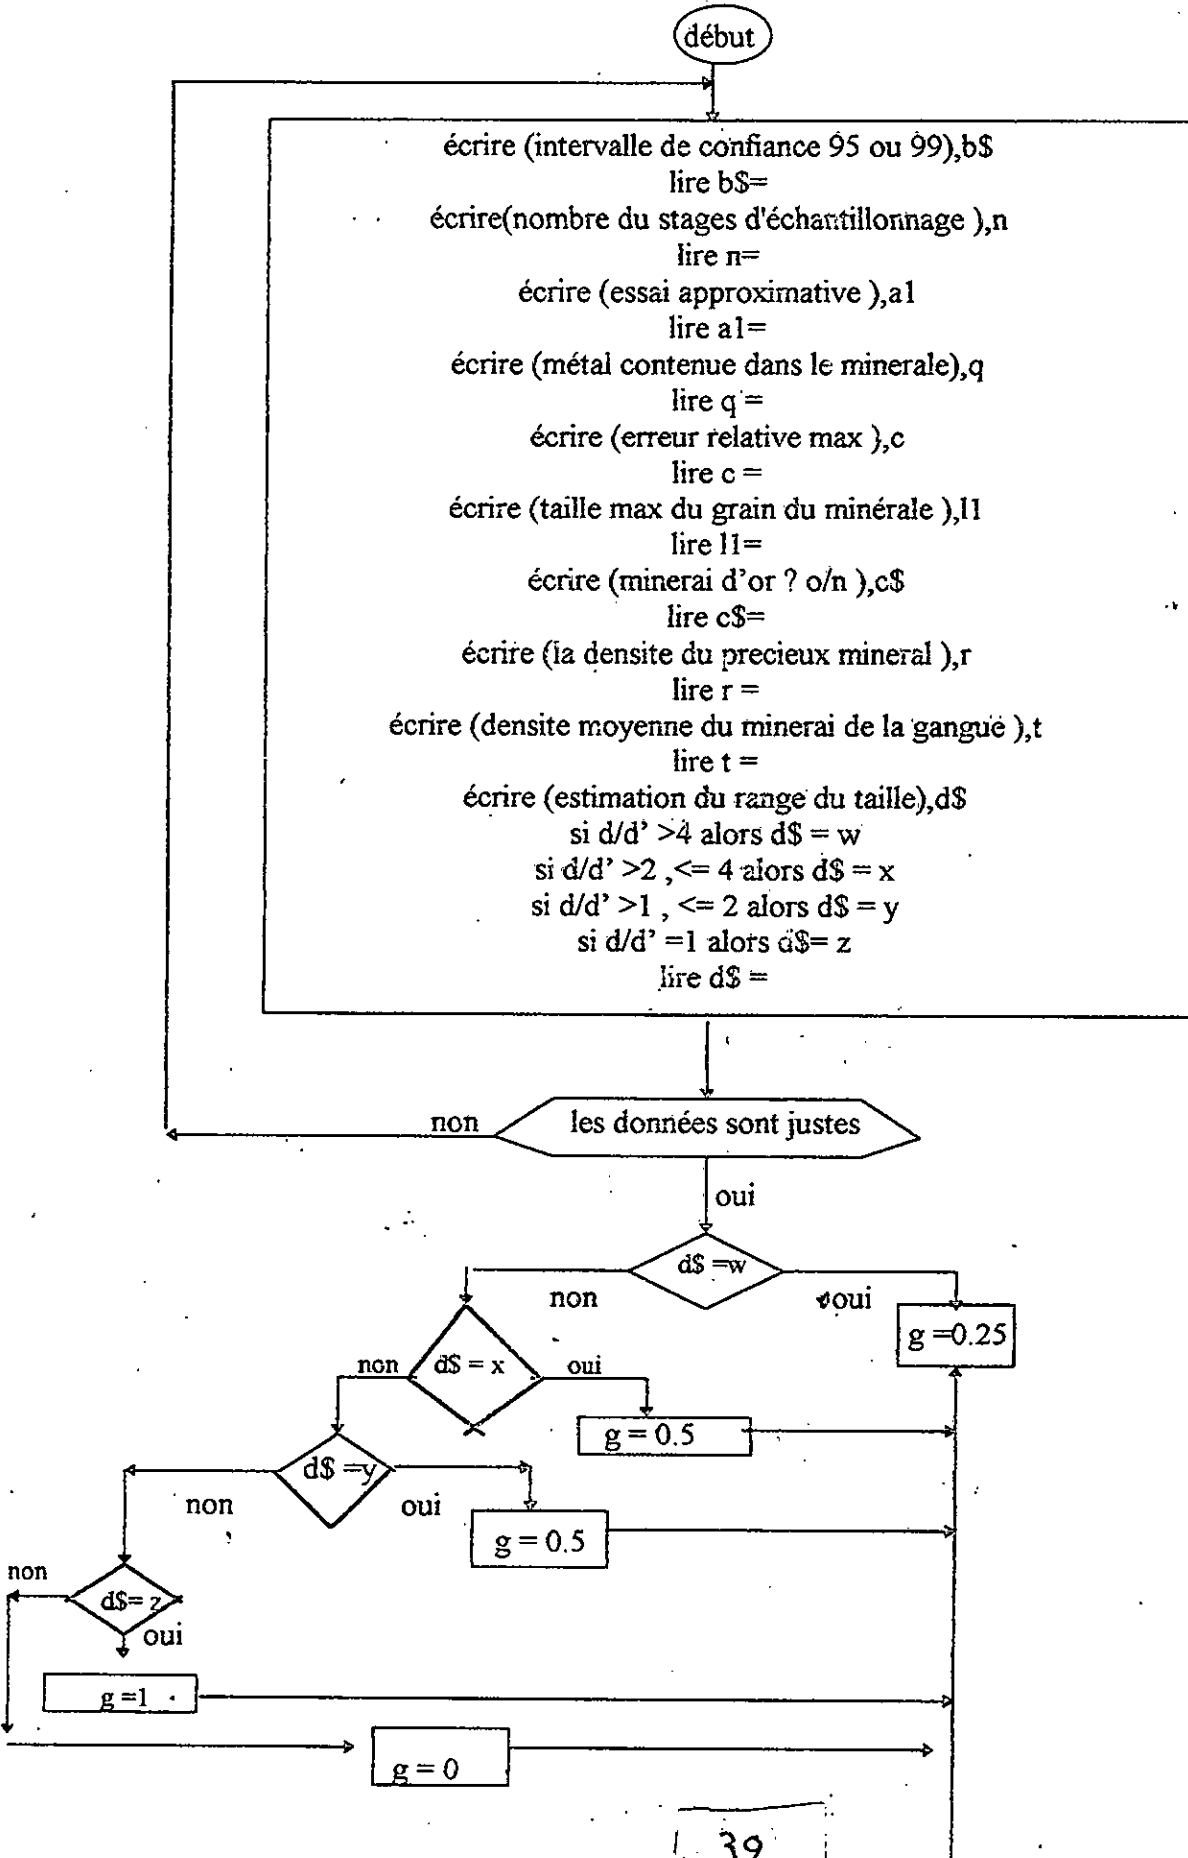 début
écrire (intervalle de confiance 95 ou 99),b$
lire b$=
écrire(nombre du stages d'échantillonnage ),n
lire n=
écrire (essai approximative ),a1
lire a1=
écrire (métal contenue dans le minerale),q
lire q =
écrire (erreur relative max ),c
lire c =
écrire (taille max du grain du minérale ),l1
lire l1=
écrire (minerai d'or ? o/n ),c$
lire c$=
écrire (la densite du precieux mineral ),r
lire r =
écrire (densite moyenne du minerai de la gangue ),t
lire t =
écrire (estimation du range du taille),d$
si d/d' >4 alors d$ = w
si d/d' >2 ,<= 4 alors d$ = x
si d/d' >1 , <= 2 alors d$ = y
si d/d' =1 alors d$= z
lire d$ =
non
les données sont justes
oui
d$ =w
non
oui
g =0.25
non
d$ = x
oui
g = 0.5
d$ =y
non
oui
g = 0.5
non
d$= z
oui
g =1
g = 0
39